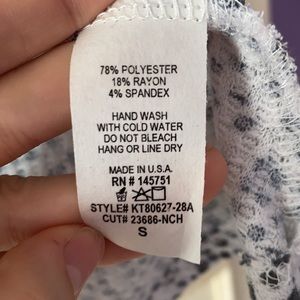 78% POLYESTER
18% RAYON
4% SPANDEX
HAND WASH
WITH COLD WATER
DO NOT BLEACH
HANG OR LINE DRY
MADE IN U.S.A.
RN # 145751
STYLE# KT80627-28A
CUT# 23686-NCH
S